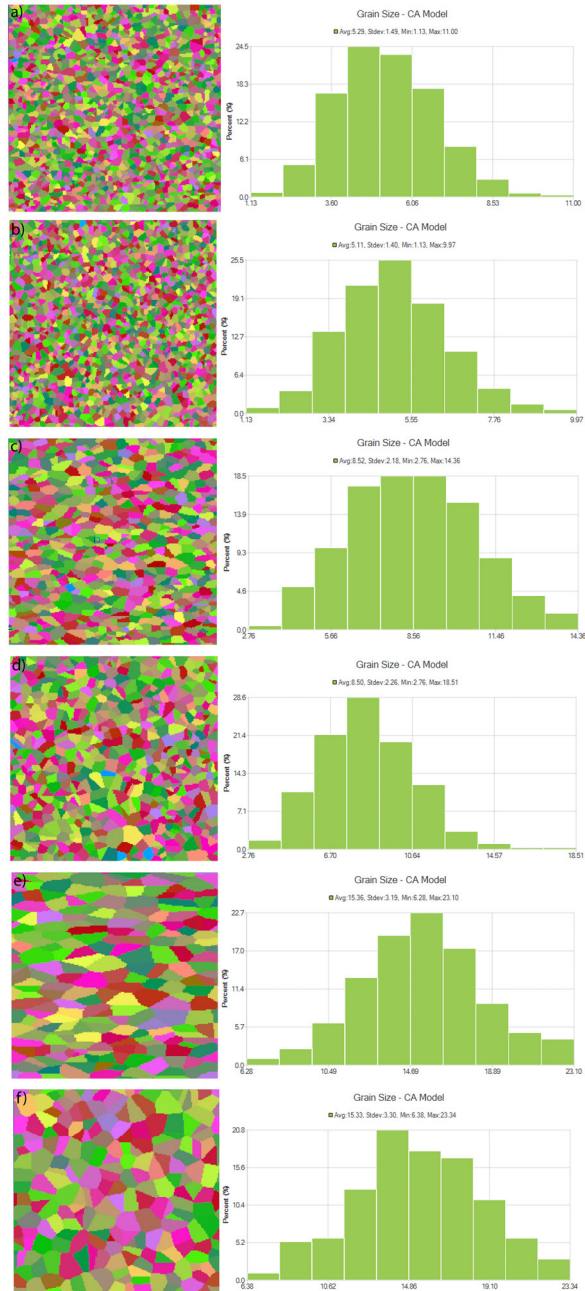 a)
Grain Size - CA Model
Avg:5.29, Stdev:1.49, Min:1.13, Max:11.00
Percent (%)
24.5
18.3
12.2
6.1
0.0
1.13 3.60 6.06 8.53 11.00
b)
Grain Size - CA Model
Avg:5.11, Stdev:1.40, Min:1.13, Max:9.97
Percent (%)
25.5
19.1
12.7
6.4
0.0
1.13 3.34 5.55 7.76 9.97
c)
Grain Size - CA Model
Avg:8.52, Stdev:2.18, Min:2.76, Max:14.36
Percent (%)
18.5
13.9
9.3
4.6
0.0
2.76 5.66 8.56 11.46 14.36
d)
Grain Size - CA Model
Avg:8.50, Stdev:2.26, Min:2.76, Max:18.51
Percent (%)
28.6
21.4
14.3
7.1
0.0
2.76 6.70 10.64 14.57 18.51
e)
Grain Size - CA Model
Avg:15.36, Stdev:3.19, Min:6.28, Max:23.10
Percent (%)
22.7
17.0
11.4
5.7
0.0
6.28 10.49 14.69 18.89 23.10
f)
Grain Size - CA Model
Avg:15.33, Stdev:3.30, Min:6.38, Max:23.34
Percent (%)
20.8
15.6
10.4
5.2
0.0
6.38 10.62 14.86 19.10 23.34